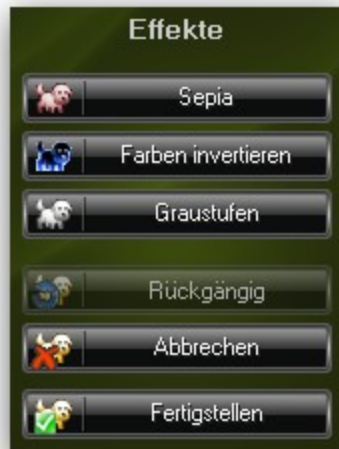 Effekte
Sepia
Farben invertieren
Graustufen
Rückgängig
Abbrechen
Fertigstellen